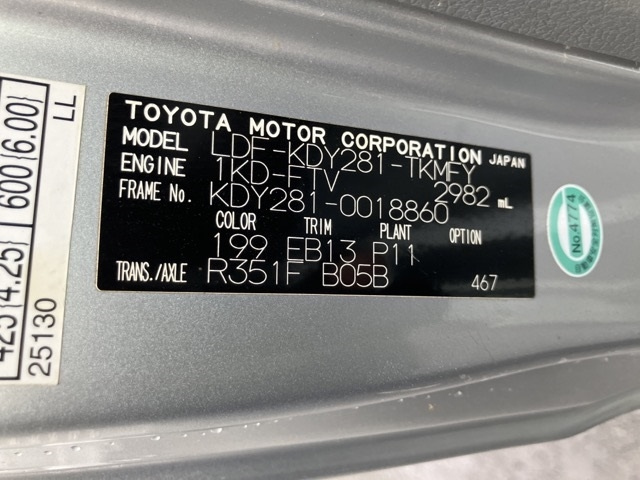 TOYOTA MOTOR CORPORATION JAPAN
MODEL LDF-KDY281-TKMFY
ENGINE 1KD-FTV 2982 mL
FRAME No. KDY281-0018860
COLOR TRIM PLANT OPTION
199 EB13 P11
TRANS./AXLE R351F B05B 467
425(4.25) 600(6.00) LL
25130
No.4774